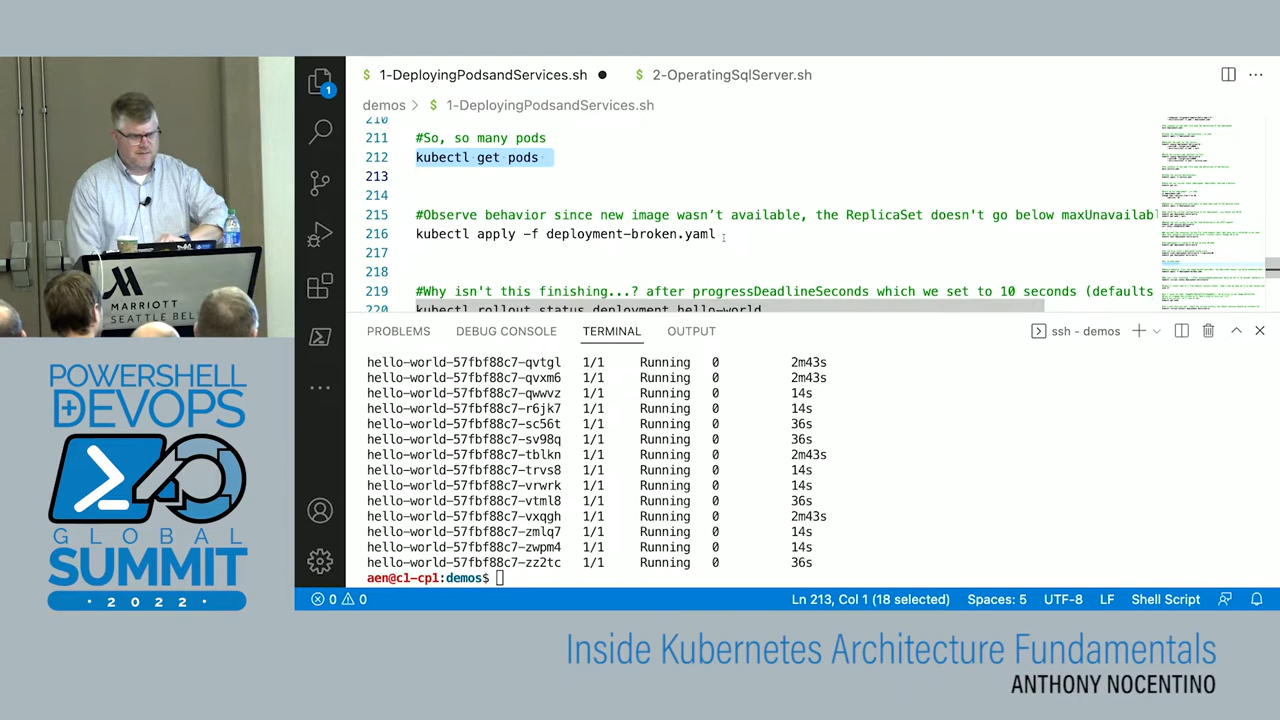 $ 1-DeployingPodsandServices.sh
$ 2-OperatingSqlServer.sh
demos > $ 1-DeployingPodsandServices.sh
210
211 #So, some pods
212 kubectl get pods
213
214
215 #Observe behavior since new image wasn’t available, the ReplicaSet doesn't go below maxUnavailabl
216 kubectl apply -f deployment-broken.yaml
217
218
219 #Why isn't this finishing...? after progressDeadlineSeconds which we set to 10 seconds (defaults
kubectl rollout status deployment hello-world
PROBLEMS DEBUG CONSOLE TERMINAL OUTPUT
ssh - demos
hello-world-57fbf88c7-qvtgl 1/1 Running 0 2m43s
hello-world-57fbf88c7-qvxm6 1/1 Running 0 2m43s
hello-world-57fbf88c7-qwwvz 1/1 Running 0 14s
hello-world-57fbf88c7-r6jk7 1/1 Running 0 14s
hello-world-57fbf88c7-sc56t 1/1 Running 0 36s
hello-world-57fbf88c7-sv98q 1/1 Running 0 36s
hello-world-57fbf88c7-tblkn 1/1 Running 0 2m43s
hello-world-57fbf88c7-trvs8 1/1 Running 0 14s
hello-world-57fbf88c7-vrwrk 1/1 Running 0 14s
hello-world-57fbf88c7-vtml8 1/1 Running 0 36s
hello-world-57fbf88c7-vxqgh 1/1 Running 0 2m43s
hello-world-57fbf88c7-zmlq7 1/1 Running 0 14s
hello-world-57fbf88c7-zwpm4 1/1 Running 0 14s
hello-world-57fbf88c7-zz2tc 1/1 Running 0 36s
aen@c1-cp1:demos$
0 0 Ln 213, Col 1 (18 selected) Spaces: 5 UTF-8 LF Shell Script
1
MARRIOTT
SEATTLE BEL
POWERSHELL
DEVOPS
GLOBAL
SUMMIT
· 2022 ·
Inside Kubernetes Architecture Fundamentals
ANTHONY NOCENTINO